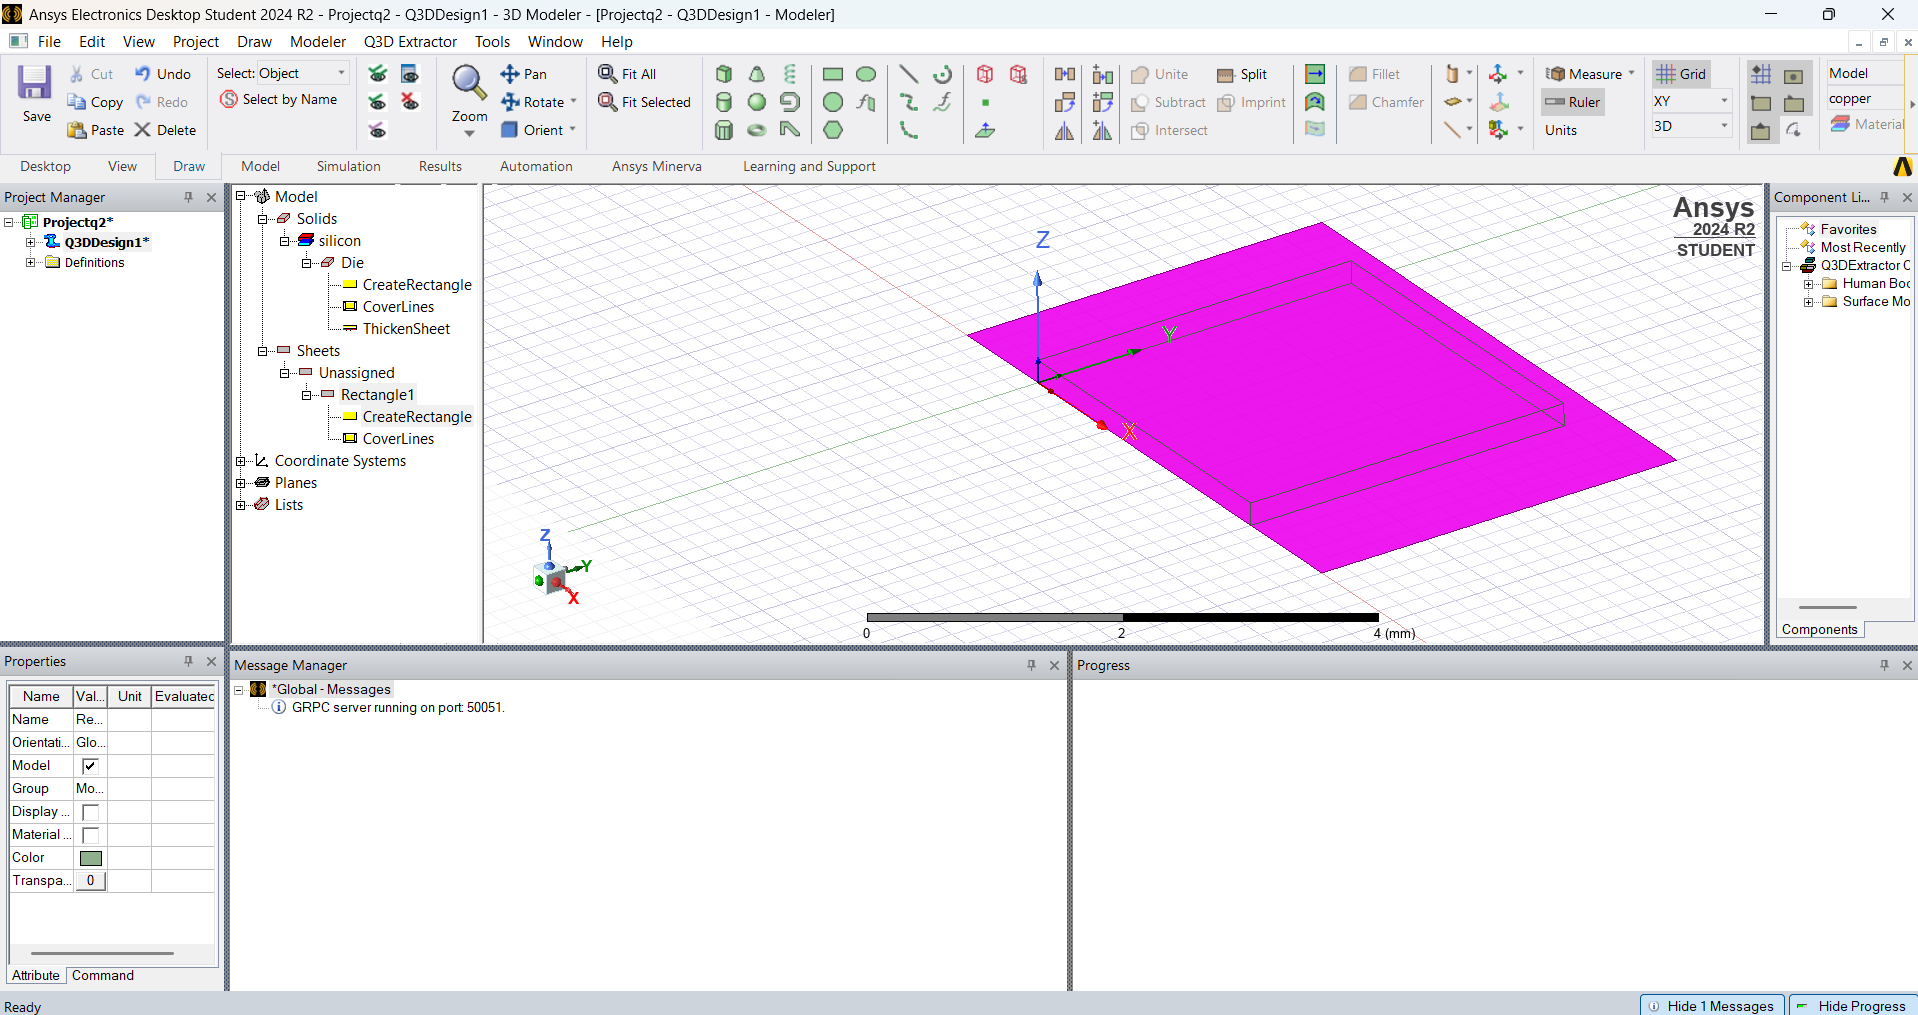 Ansys Electronics Desktop Student 2024 R2 - Projectq2 - Q3DDesign1 - 3D Modeler - [Projectq2 - Q3DDesign1 - Modeler]
File Edit View Project Draw Modeler Q3D Extractor Tools Window Help
Save
Cut
Copy
Paste
Undo
Redo
Delete
Select: Object
Select by Name
Zoom
Pan
Rotate
Orient
Fit All
Fit Selected
Unite
Subtract
Intersect
Split
Imprint
Fillet
Chamfer
Measure
Ruler
Units
Grid
XY
3D
Model
copper
Material
Desktop View Draw Model Simulation Results Automation Ansys Minerva Learning and Support
Project Manager
Projectq2*
Q3DDesign1*
Definitions
Model
Solids
silicon
Die
CreateRectangle
CoverLines
ThickenSheet
Sheets
Unassigned
Rectangle1
CreateRectangle
CoverLines
Coordinate Systems
Planes
Lists
Ansys
2024 R2
STUDENT
Z
Y
X
Z
Y
X
0 2 4 (mm)
Component Li...
Favorites
Most Recently
Q3DExtractor C
Human Boo
Surface Mo
Components
Properties
Name Val... Unit Evaluated
Name Re...
Orientati... Glo...
Model
Group Mo...
Display ...
Material ...
Color
Transpa... 0
Attribute Command
Message Manager
*Global - Messages
GRPC server running on port: 50051.
Progress
Ready
Hide 1 Messages
Hide Progress